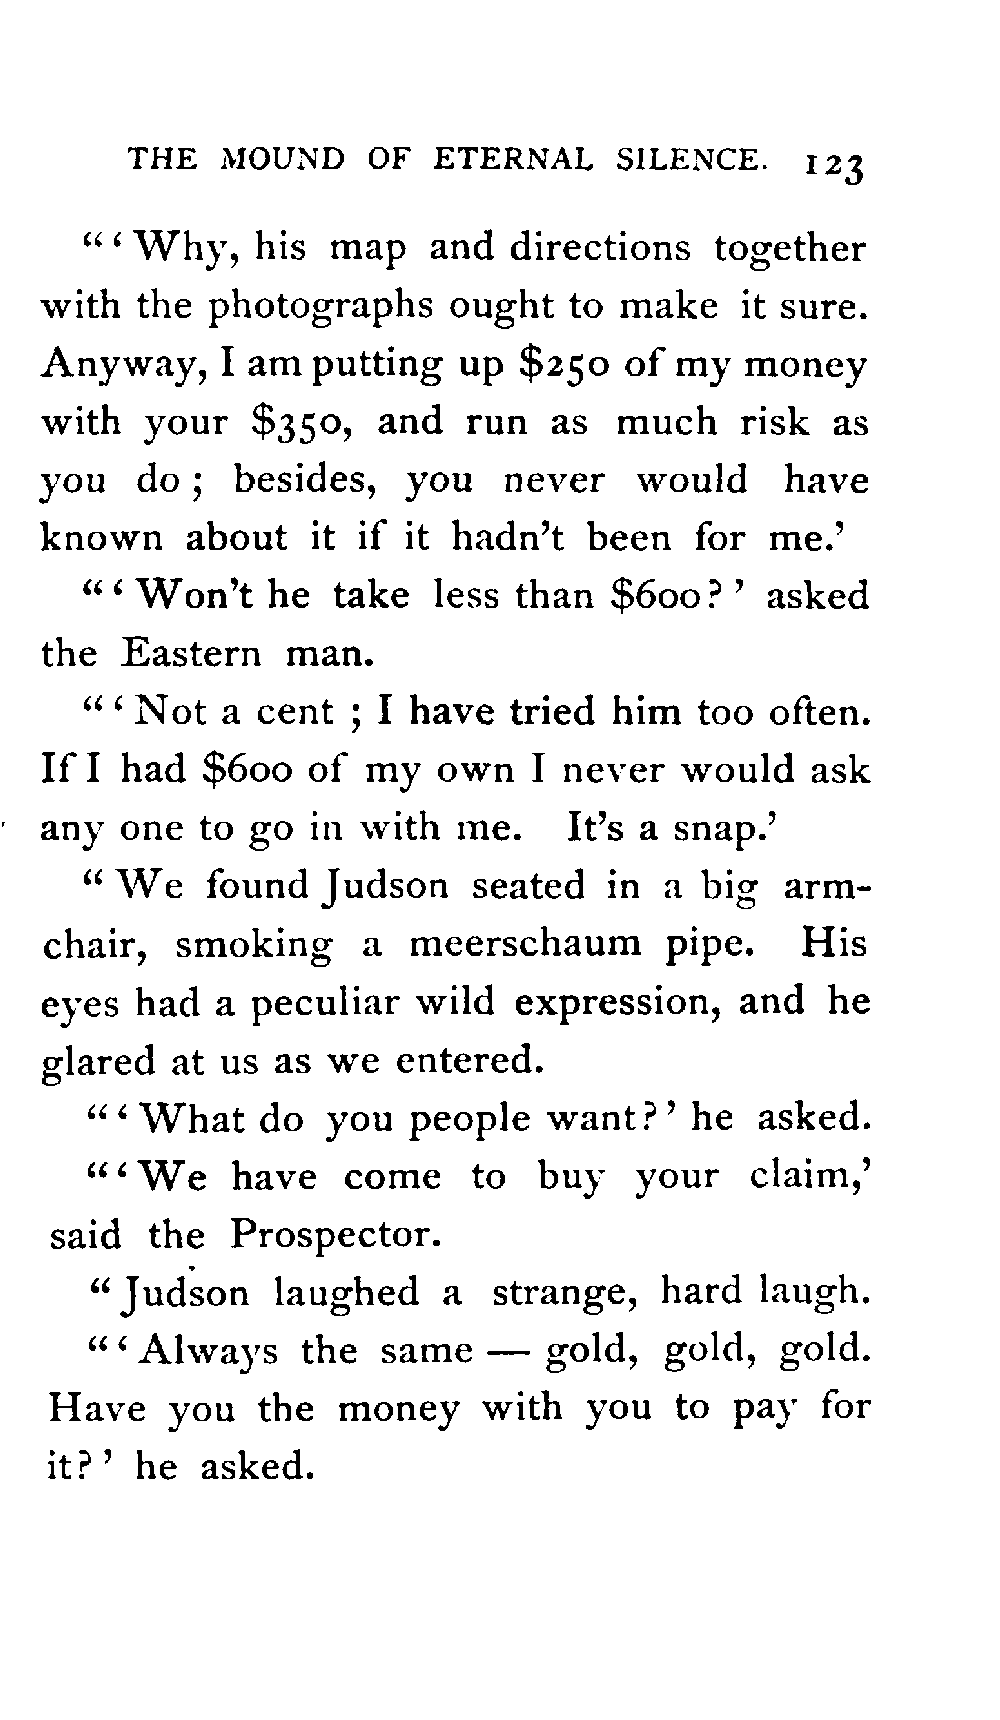 THE MOUND OF ETERNAL SILENCE. 123
“‘Why, his map and directions together
with the photographs ought to make it sure.
Anyway, I am putting up $250 of my money
with your $350, and run as much risk as
you do ; besides, you never would have
known about it if it hadn’t been for me.’
“‘Won’t he take less than $600?’ asked
the Eastern man.
“‘Not a cent ; I have tried him too often.
If I had $600 of my own I never would ask
any one to go in with me. It’s a snap.’
“We found Judson seated in a big arm-
chair, smoking a meerschaum pipe. His
eyes had a peculiar wild expression, and he
glared at us as we entered.
“‘What do you people want?’ he asked.
“‘We have come to buy your claim,’
said the Prospector.
“Judson laughed a strange, hard laugh.
“‘Always the same — gold, gold, gold.
Have you the money with you to pay for
it?’ he asked.